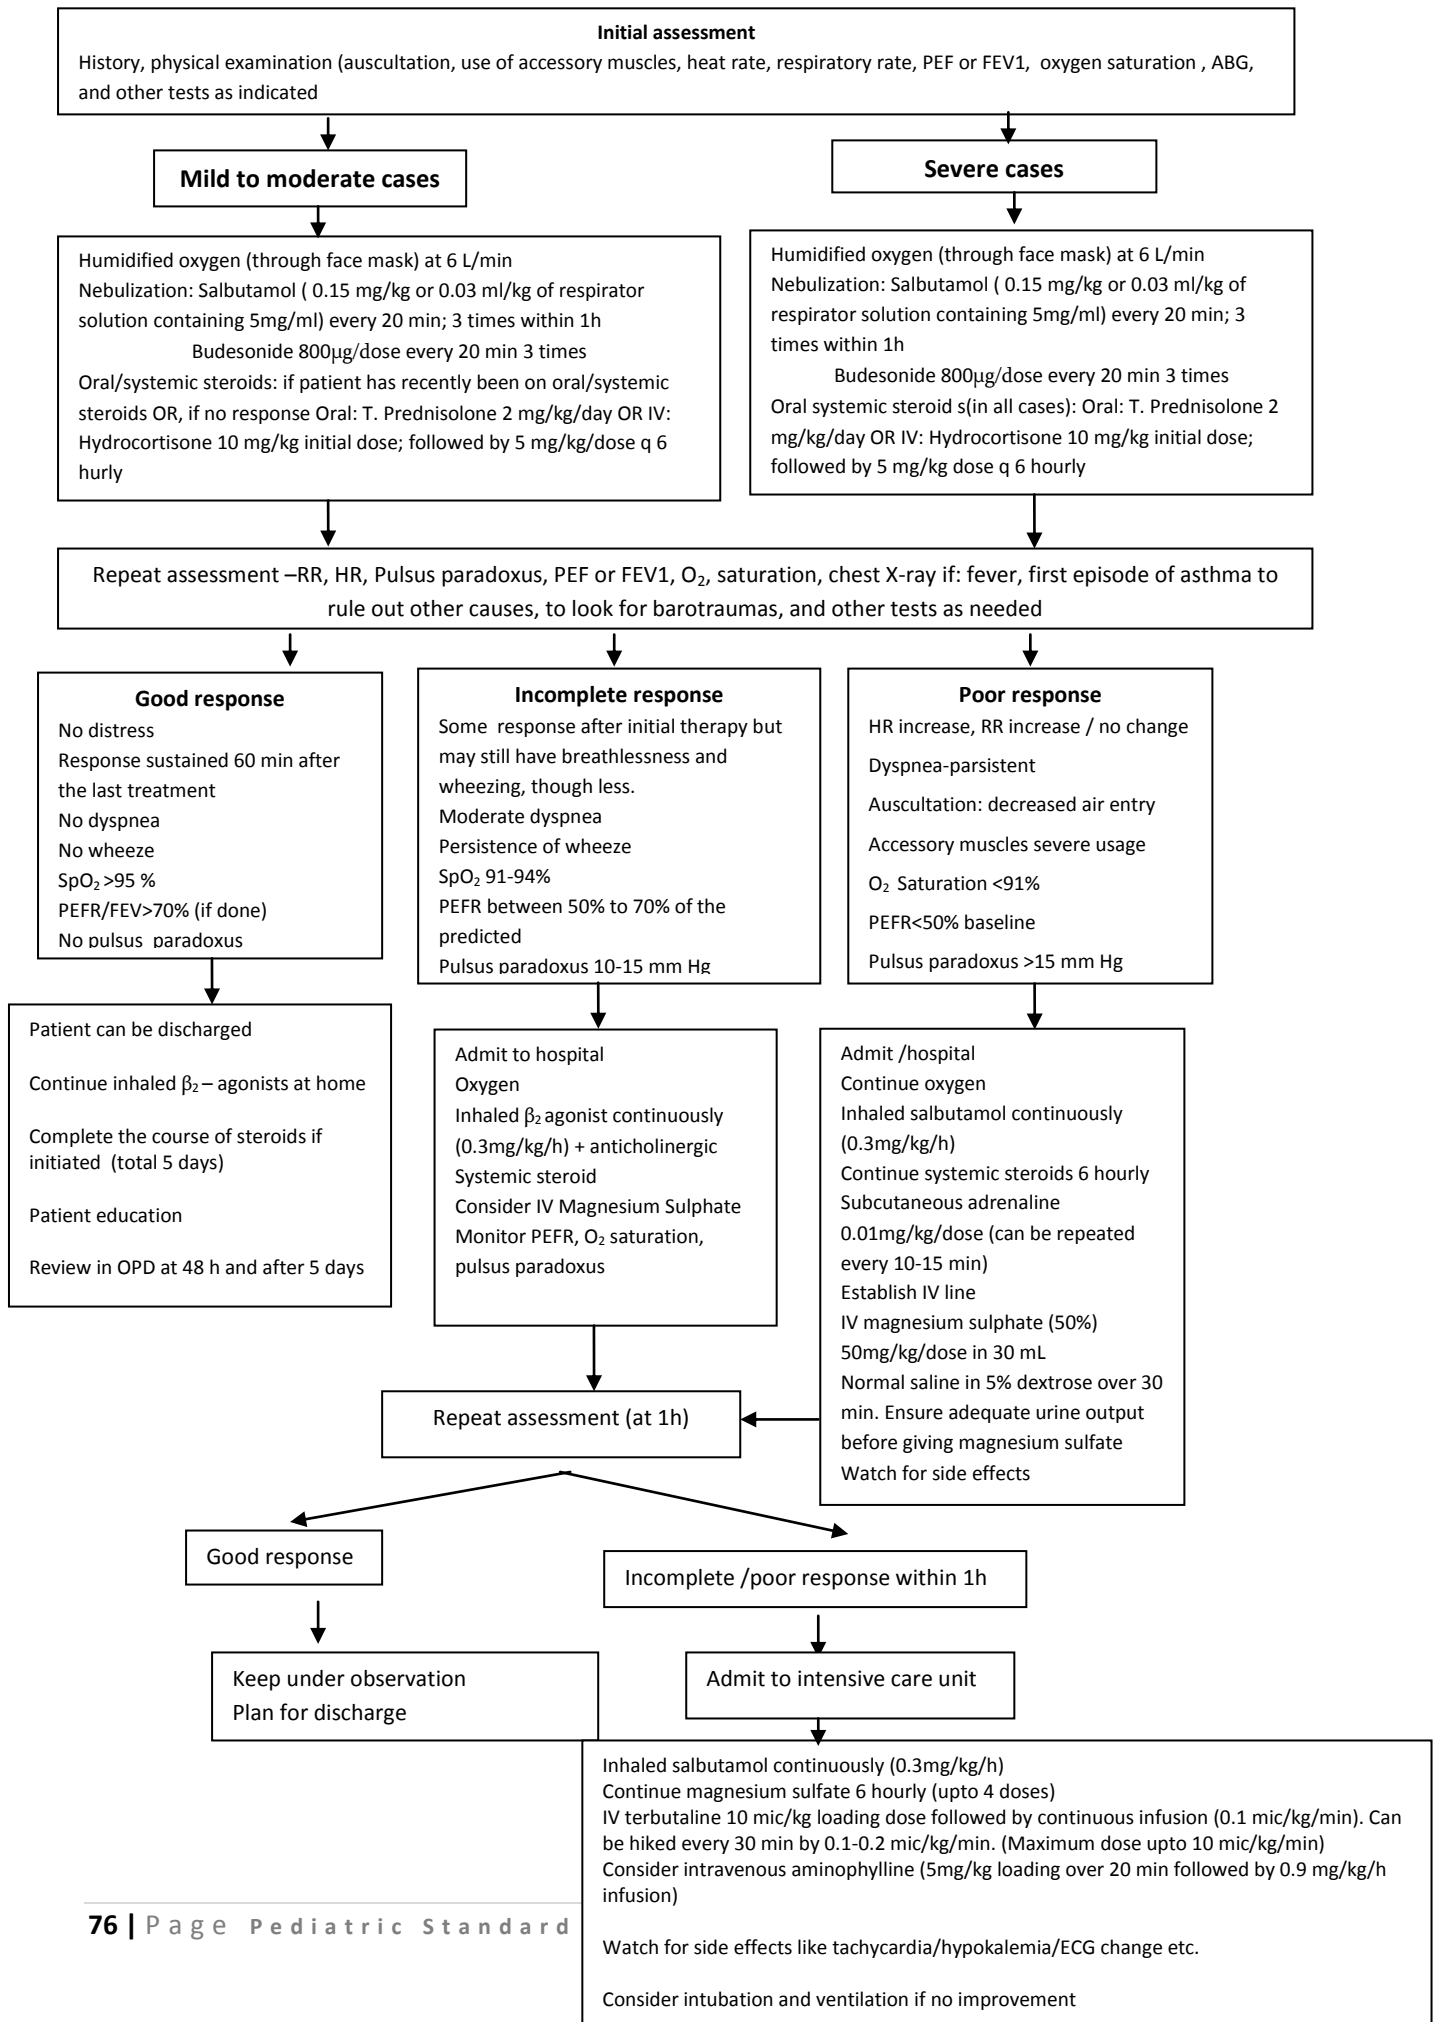 Initial assessment
History, physical examination (auscultation, use of accessory muscles, heat rate, respiratory rate, PEF or FEV1, oxygen saturation , ABG,
and other tests as indicated
Mild to moderate cases
Severe cases
Humidified oxygen (through face mask) at 6 L/min
Nebulization: Salbutamol ( 0.15 mg/kg or 0.03 ml/kg of respirator
solution containing 5mg/ml) every 20 min; 3 times within 1h
Budesonide 800μg/dose every 20 min 3 times
Oral/systemic steroids: if patient has recently been on oral/systemic
steroids OR, if no response Oral: T. Prednisolone 2 mg/kg/day OR IV:
Hydrocortisone 10 mg/kg initial dose; followed by 5 mg/kg/dose q 6
hurly
Humidified oxygen (through face mask) at 6 L/min
Nebulization: Salbutamol ( 0.15 mg/kg or 0.03 ml/kg of
respirator solution containing 5mg/ml) every 20 min; 3
times within 1h
Budesonide 800μg/dose every 20 min 3 times
Oral systemic steroid s(in all cases): Oral: T. Prednisolone 2
mg/kg/day OR IV: Hydrocortisone 10 mg/kg initial dose;
followed by 5 mg/kg dose q 6 hourly
Repeat assessment –RR, HR, Pulsus paradoxus, PEF or FEV1, O₂, saturation, chest X-ray if: fever, first episode of asthma to
rule out other causes, to look for barotraumas, and other tests as needed
Good response
No distress
Response sustained 60 min after
the last treatment
No dyspnea
No wheeze
SpO₂ >95 %
PEFR/FEV>70% (if done)
No pulsus paradoxus
Incomplete response
Some response after initial therapy but
may still have breathlessness and
wheezing, though less.
Moderate dyspnea
Persistence of wheeze
SpO₂ 91-94%
PEFR between 50% to 70% of the
predicted
Pulsus paradoxus 10-15 mm Hg
Poor response
HR increase, RR increase / no change
Dyspnea-parsistent
Auscultation: decreased air entry
Accessory muscles severe usage
O₂ Saturation <91%
PEFR<50% baseline
Pulsus paradoxus >15 mm Hg
Patient can be discharged
Continue inhaled β₂ – agonists at home
Complete the course of steroids if
initiated (total 5 days)
Patient education
Review in OPD at 48 h and after 5 days
Admit to hospital
Oxygen
Inhaled β₂ agonist continuously
(0.3mg/kg/h) + anticholinergic
Systemic steroid
Consider IV Magnesium Sulphate
Monitor PEFR, O₂ saturation,
pulsus paradoxus
Admit /hospital
Continue oxygen
Inhaled salbutamol continuously
(0.3mg/kg/h)
Continue systemic steroids 6 hourly
Subcutaneous adrenaline
0.01mg/kg/dose (can be repeated
every 10-15 min)
Establish IV line
IV magnesium sulphate (50%)
50mg/kg/dose in 30 mL
Normal saline in 5% dextrose over 30
min. Ensure adequate urine output
before giving magnesium sulfate
Watch for side effects
Repeat assessment (at 1h)
Good response
Incomplete /poor response within 1h
Keep under observation
Plan for discharge
Admit to intensive care unit
Inhaled salbutamol continuously (0.3mg/kg/h)
Continue magnesium sulfate 6 hourly (upto 4 doses)
IV terbutaline 10 mic/kg loading dose followed by continuous infusion (0.1 mic/kg/min). Can
be hiked every 30 min by 0.1-0.2 mic/kg/min. (Maximum dose upto 10 mic/kg/min)
Consider intravenous aminophylline (5mg/kg loading over 20 min followed by 0.9 mg/kg/h
infusion)
Watch for side effects like tachycardia/hypokalemia/ECG change etc.
Consider intubation and ventilation if no improvement
76 | Page Pediatric Standard